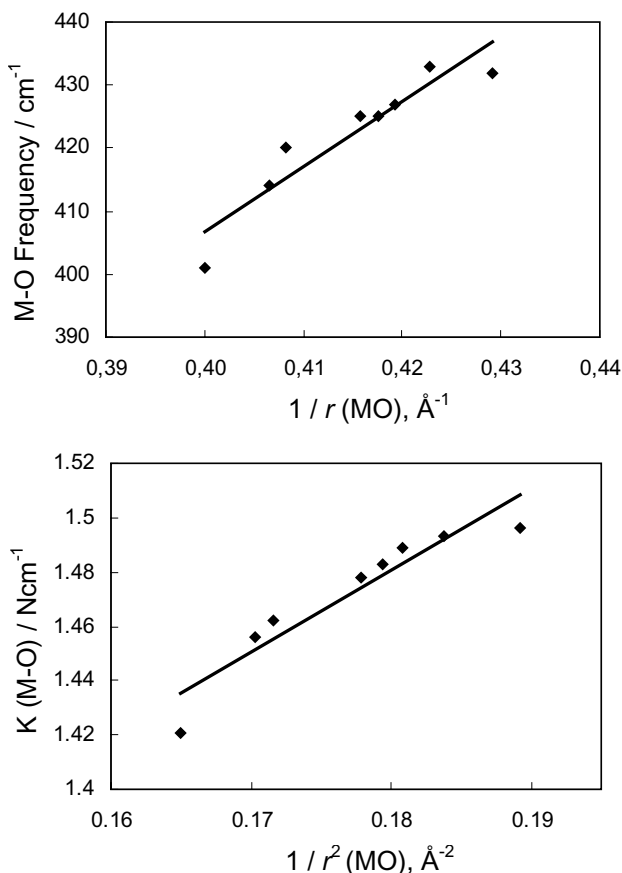 440
430
420
410
400
390
M-O Frequency / cm⁻¹
0,39 0,40 0,41 0,42 0,43 0,44
1 / r (MO), Å⁻¹
1.52
1.5
1.48
1.46
1.44
1.42
1.4
K (M-O) / Ncm⁻¹
0.16 0.17 0.18 0.19
1 / r² (MO), Å⁻²